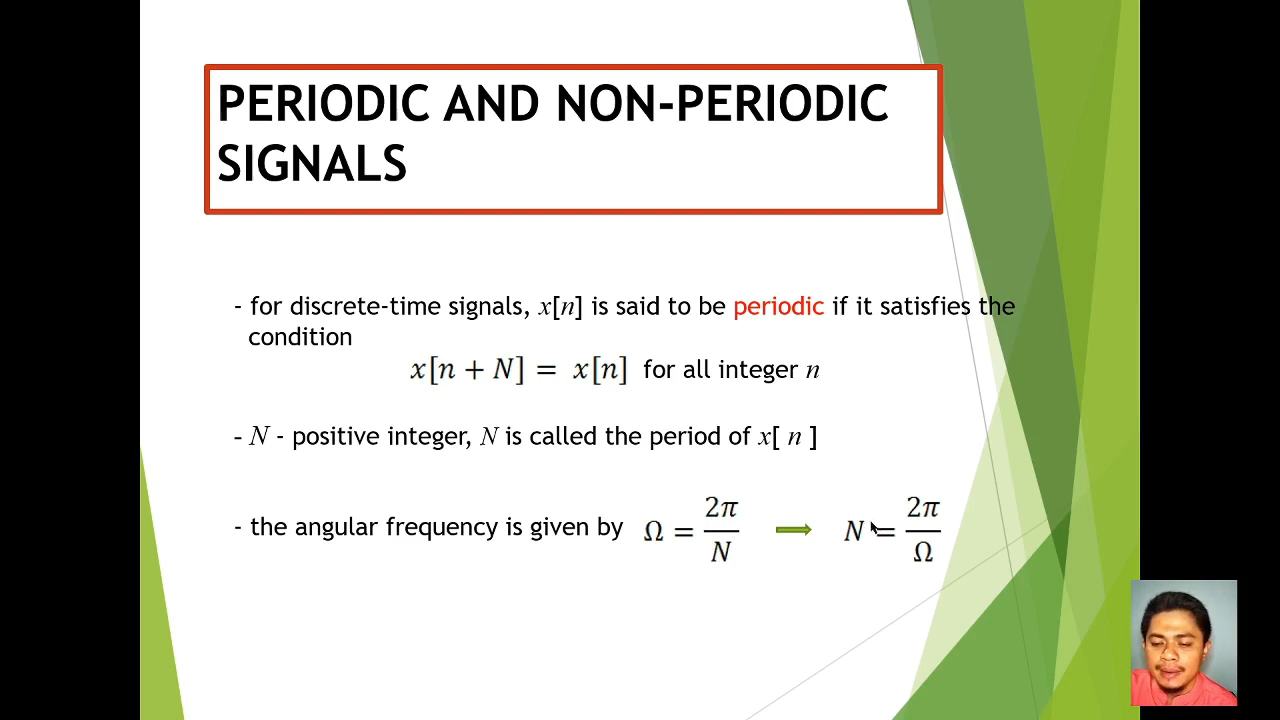 PERIODIC AND NON-PERIODIC
SIGNALS
- for discrete-time signals, x[n] is said to be periodic if it satisfies the
condition
x[n + N] = x[n] for all integer n
- N - positive integer, N is called the period of x[ n ]
- the angular frequency is given by Ω = 2π/N ⇒ N = 2π/Ω